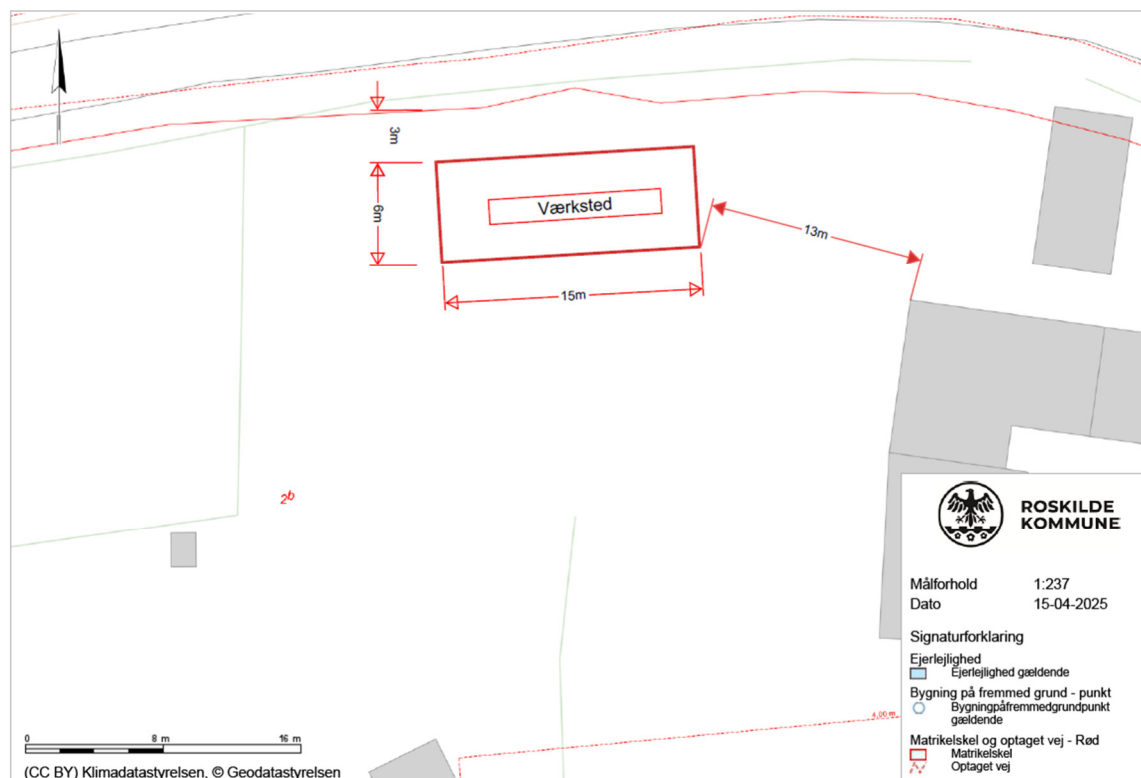 3m
6m
Værksted
13m
15m
2b
ROSKILDE
KOMMUNE
Målforhold 1:237
Dato 15-04-2025
Signaturforklaring
Ejerlejlighed
Ejerlejlighed gældende
Bygning på fremmed grund - punkt
Bygningpåfremmedgrundpunkt
gældende
Matrikelskel og optaget vej - Rød
Matrikelskel
Optaget vej
4,00 m
0 8 m 16 m
(CC BY) Klimadatastyrelsen, © Geodatastyrelsen